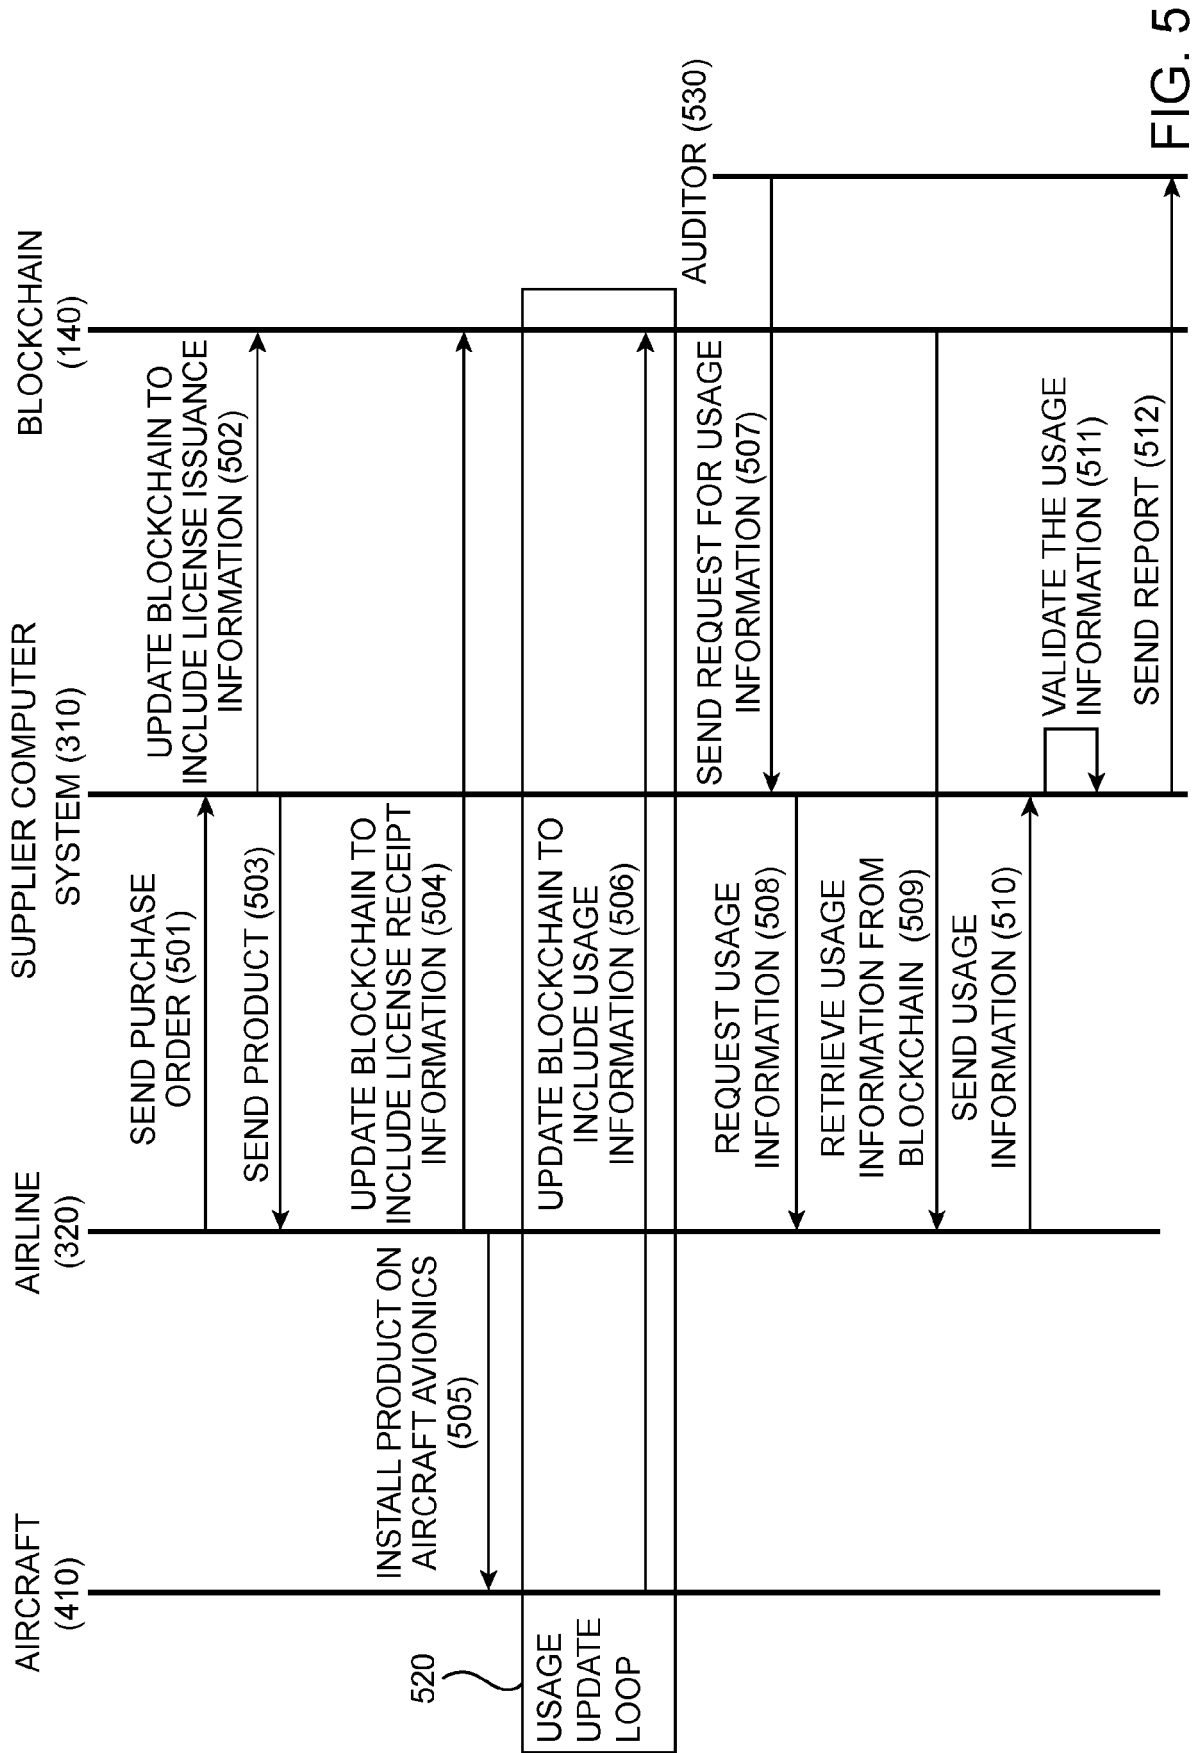 AIRCRAFT
(410)
AIRLINE
(320)
SUPPLIER COMPUTER
SYSTEM (310)
BLOCKCHAIN
(140)
SEND PURCHASE
ORDER (501)
UPDATE BLOCKCHAIN TO
INCLUDE LICENSE ISSUANCE
INFORMATION (502)
SEND PRODUCT (503)
UPDATE BLOCKCHAIN TO
INCLUDE LICENSE RECEIPT
INFORMATION (504)
INSTALL PRODUCT ON
AIRCRAFT AVIONICS
(505)
520
USAGE
UPDATE
LOOP
UPDATE BLOCKCHAIN TO
INCLUDE USAGE
INFORMATION (506)
AUDITOR (530)
SEND REQUEST FOR USAGE
INFORMATION (507)
REQUEST USAGE
INFORMATION (508)
RETRIEVE USAGE
INFORMATION FROM
BLOCKCHAIN (509)
SEND USAGE
INFORMATION (510)
VALIDATE THE USAGE
INFORMATION (511)
SEND REPORT (512)
FIG. 5